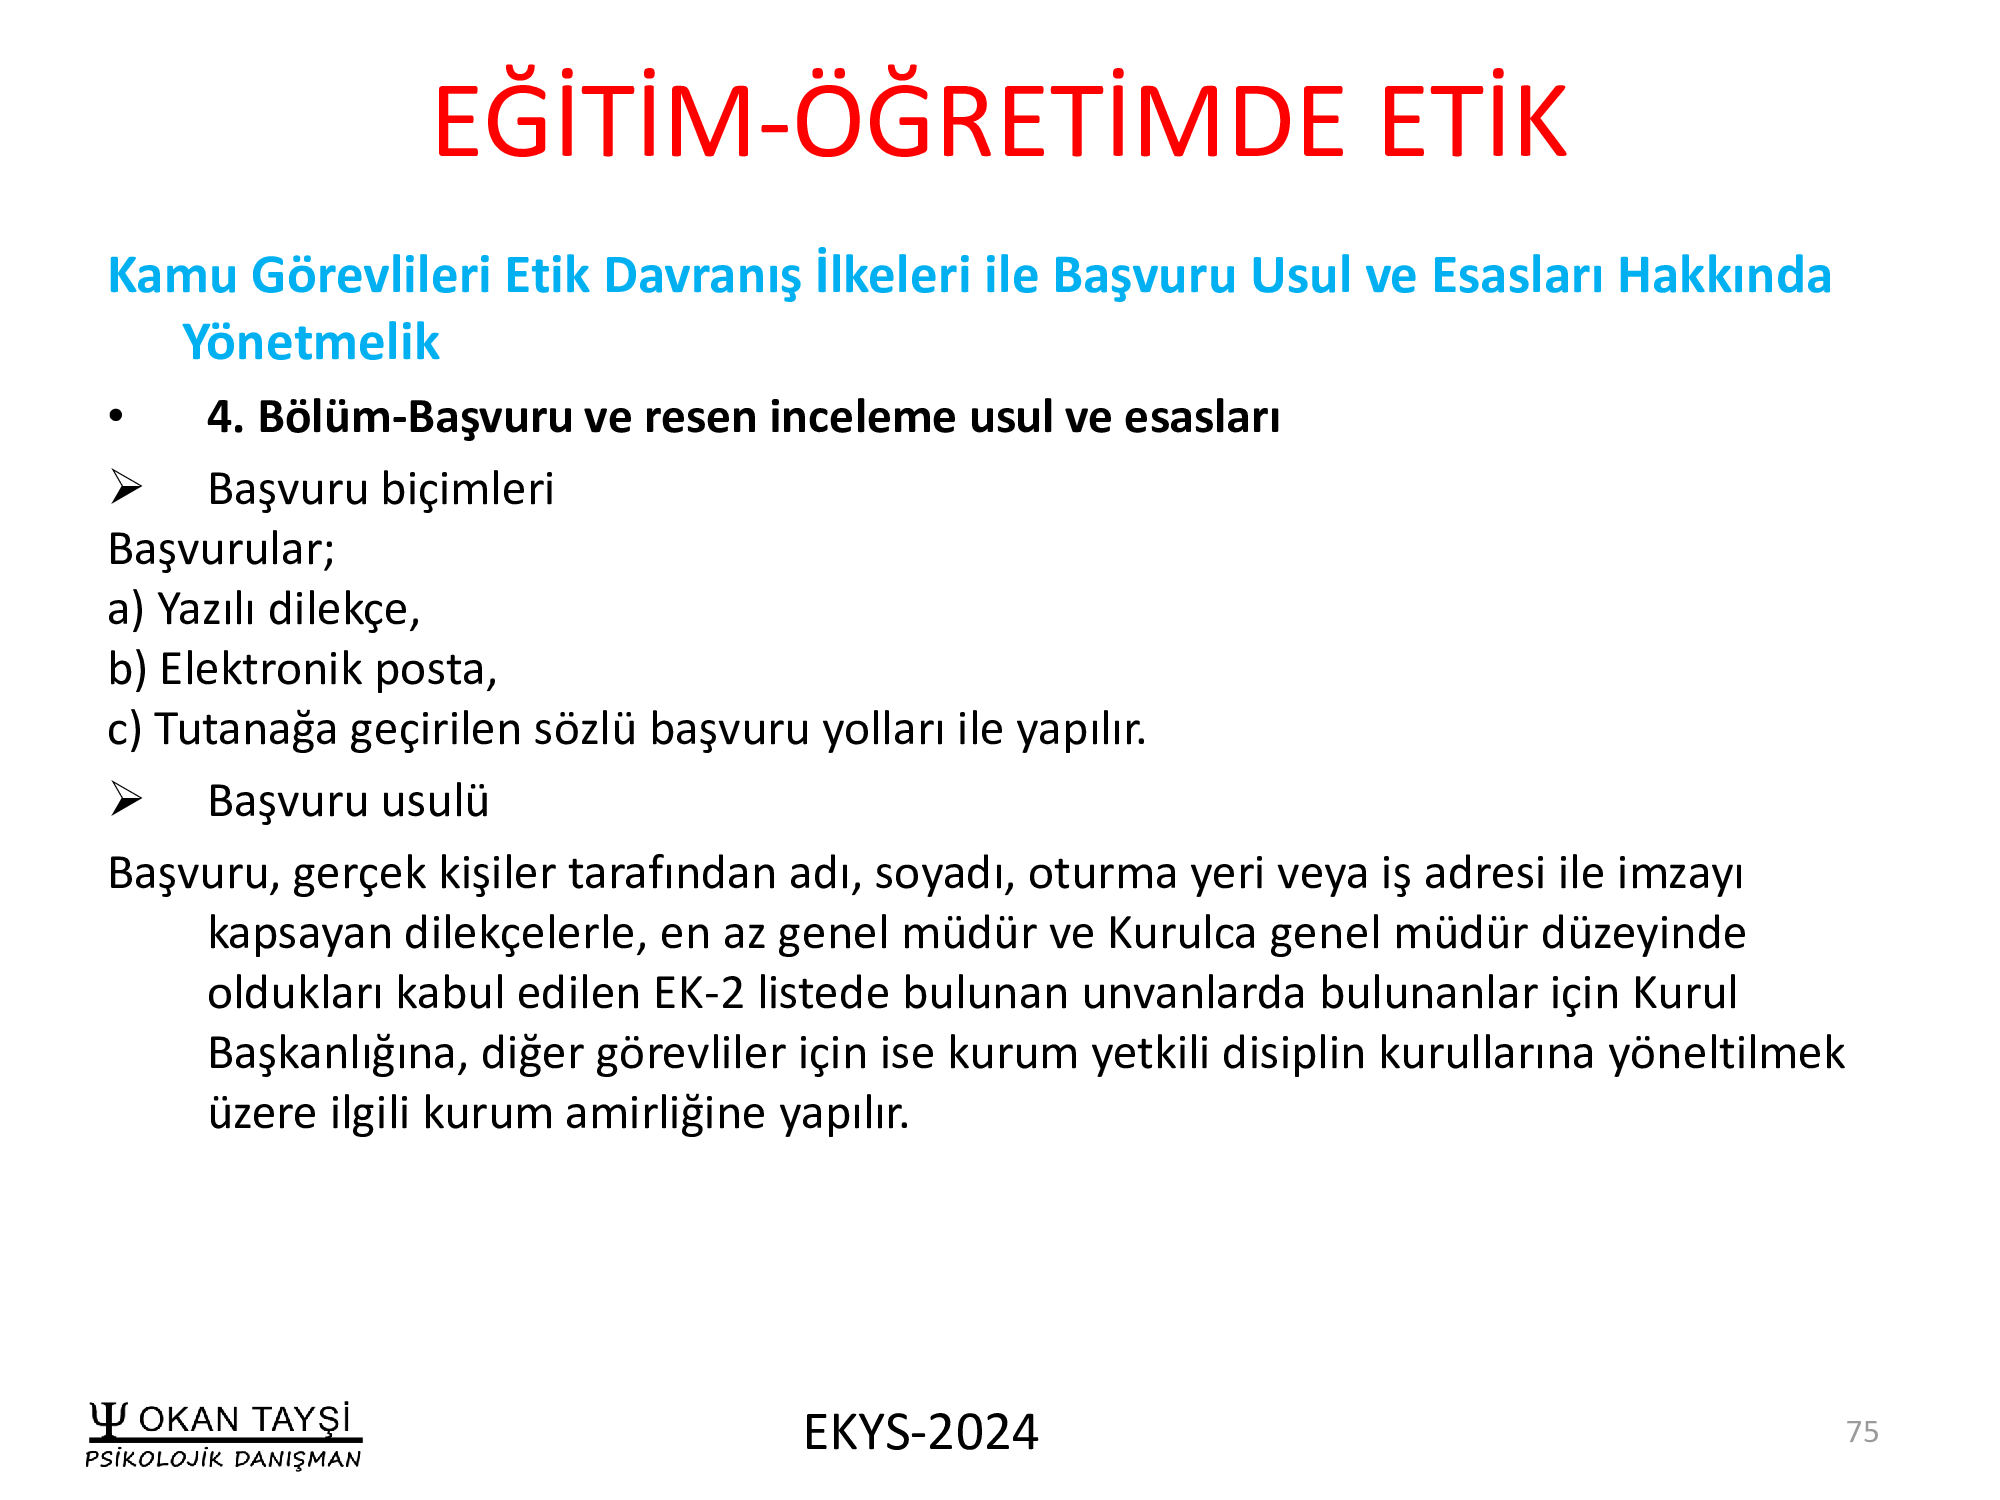 EĞİTİM-ÖĞRETİMDE ETİK
Kamu Görevlileri Etik Davranış İlkeleri ile Başvuru Usul ve Esasları Hakkında
Yönetmelik
• 4. Bölüm-Başvuru ve resen inceleme usul ve esasları
➢ Başvuru biçimleri
Başvurular;
a) Yazılı dilekçe,
b) Elektronik posta,
c) Tutanağa geçirilen sözlü başvuru yolları ile yapılır.
➢ Başvuru usulü
Başvuru, gerçek kişiler tarafından adı, soyadı, oturma yeri veya iş adresi ile imzayı
kapsayan dilekçelerle, en az genel müdür ve Kurulca genel müdür düzeyinde
oldukları kabul edilen EK-2 listede bulunan unvanlarda bulunanlar için Kurul
Başkanlığına, diğer görevliler için ise kurum yetkili disiplin kurullarına yöneltilmek
üzere ilgili kurum amirliğine yapılır.
Ψ OKAN TAYŞİ
PSİKOLOJİK DANIŞMAN
EKYS-2024
75